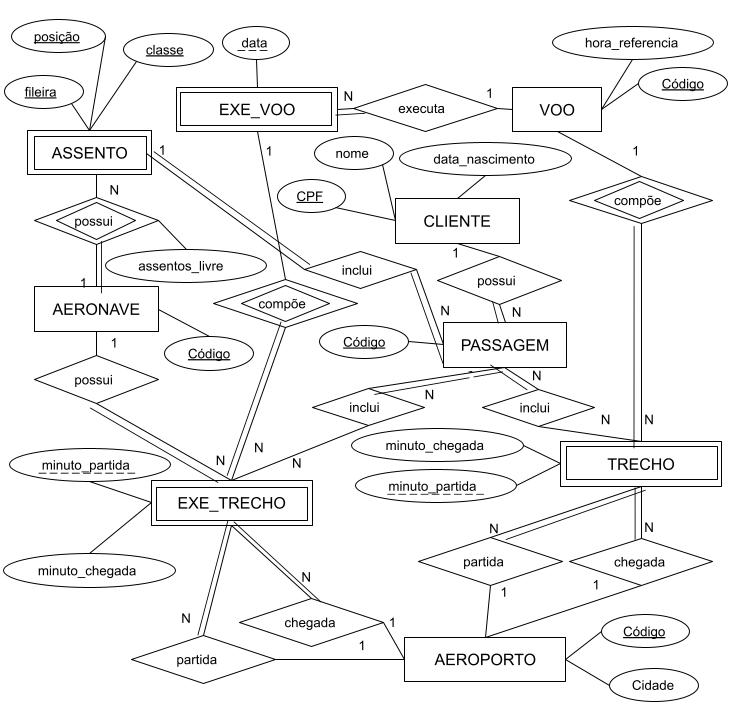 posição
classe
data
hora_referencia
fileira
Código
EXE_VOO
N
executa
1
VOO
ASSENTO
1
1
nome
data_nascimento
1
CPF
N
possui
compõe
CLIENTE
assentos_livre
inclui
1
possui
1
compõe
AERONAVE
N
N
Código
PASSAGEM
1
Código
possui
N
N
inclui
inclui
N
N
N
N
N
minuto_chegada
minuto_partida
TRECHO
minuto_partida
EXE_TRECHO
N
N
minuto_chegada
partida
chegada
N
1
1
N
chegada
1
Código
1
partida
AEROPORTO
Cidade